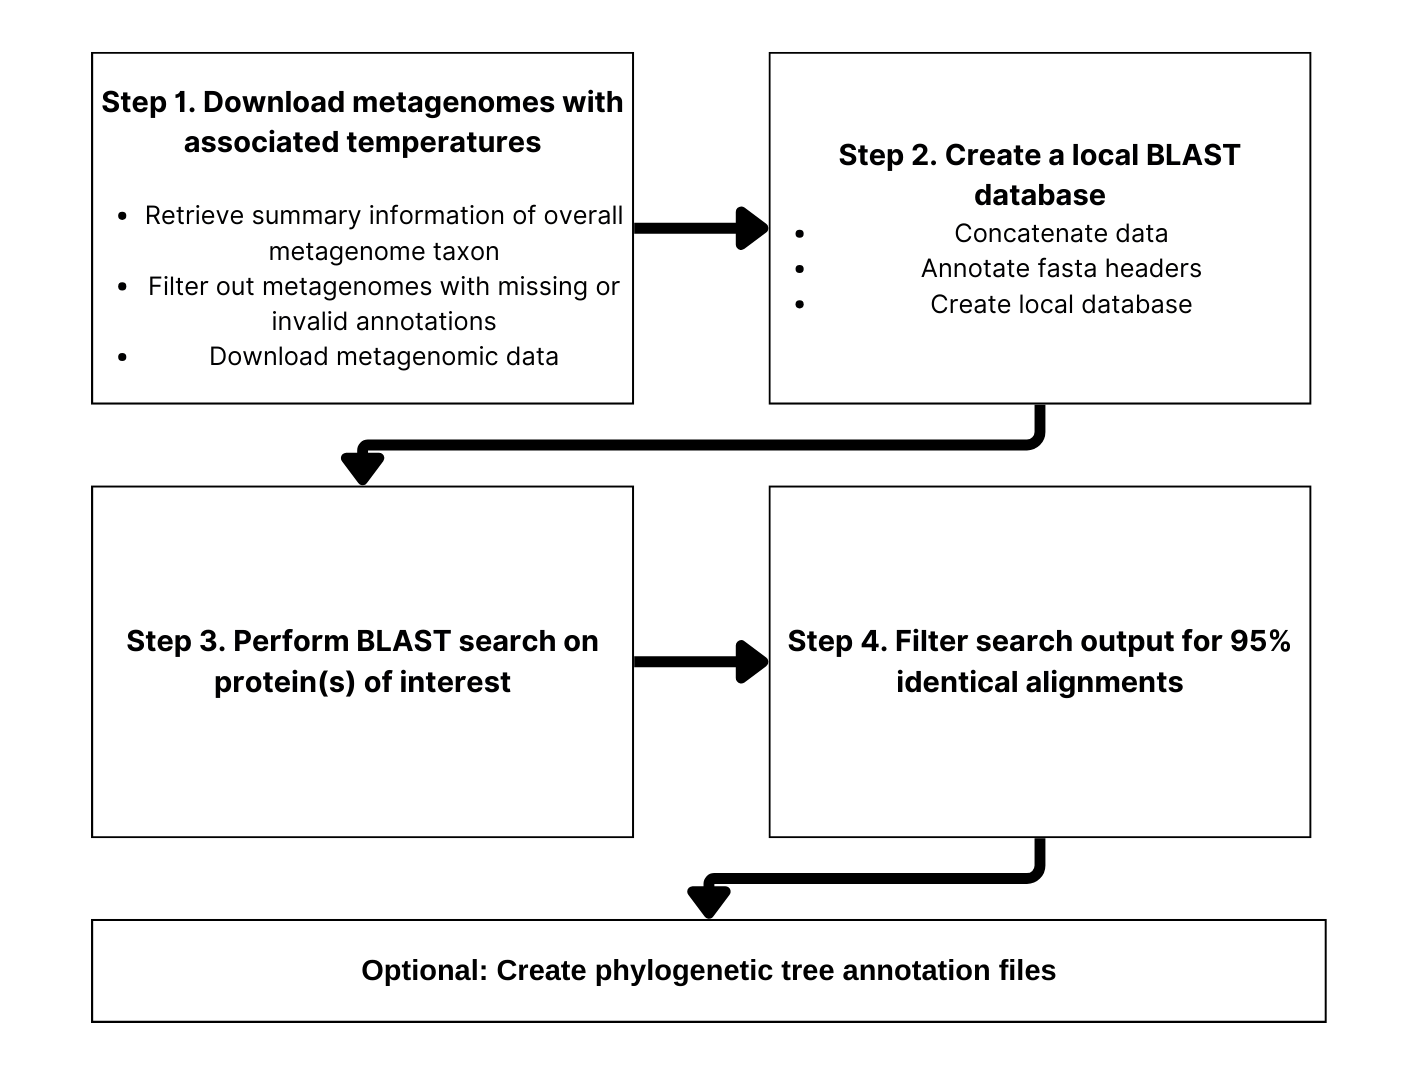 Step 1. Download metagenomes with
associated temperatures
• Retrieve summary information of overall
metagenome taxon
• Filter out metagenomes with missing or
invalid annotations
• Download metagenomic data
Step 2. Create a local BLAST
database
• Concatenate data
• Annotate fasta headers
• Create local database
Step 3. Perform BLAST search on
protein(s) of interest
Step 4. Filter search output for 95%
identical alignments
Optional: Create phylogenetic tree annotation files